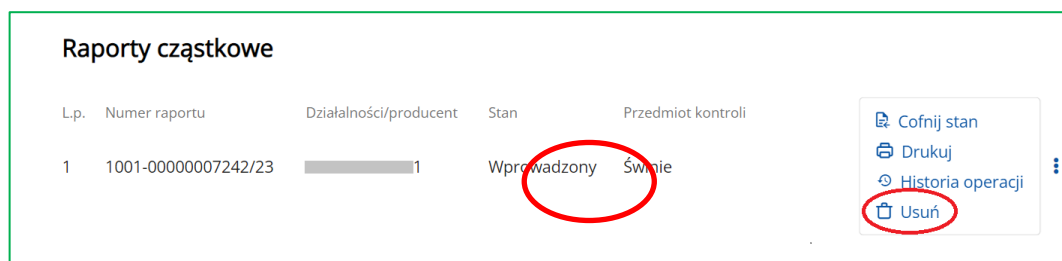 Raporty cząstkowe
L.p. Numer raportu Działalności/producent Stan Przedmiot kontroli
1 1001-00000007242/23 1 Wprowadzony Świnie
Cofnij stan
Drukuj
Historia operacji
Usuń